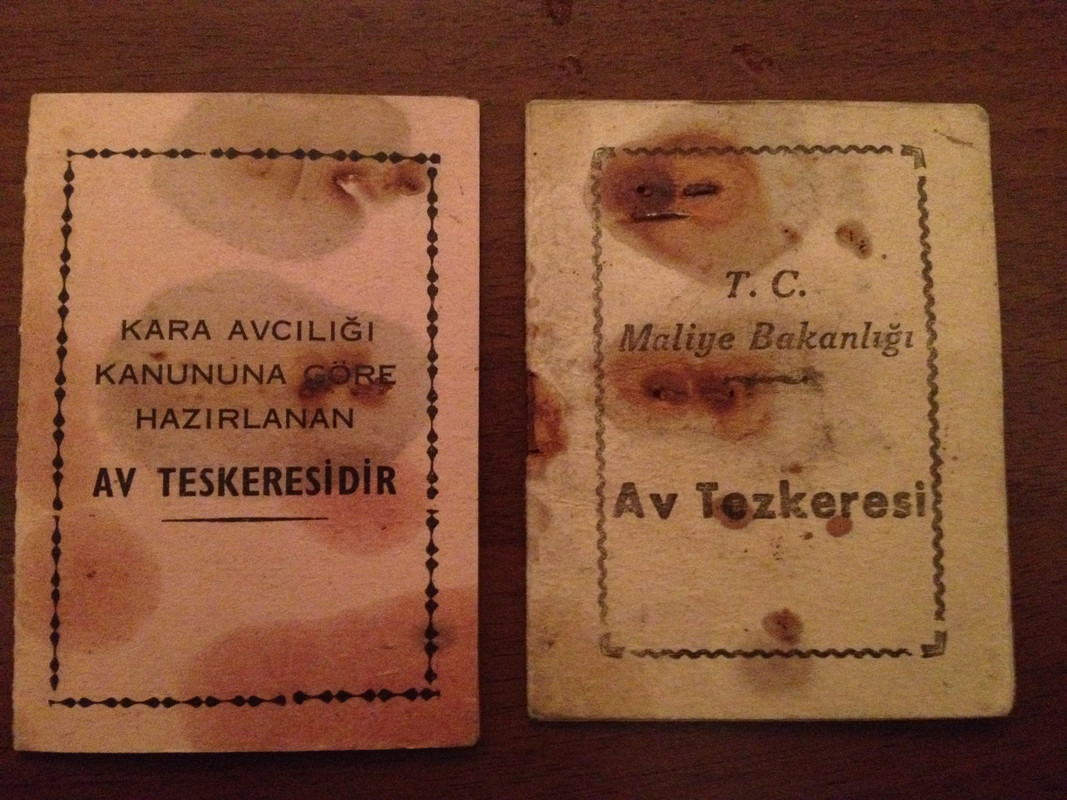 KARA AVCILIĞI
KANUNUNA GÖRE
HAZIRLANAN
AV TESKERESİDİR
T. C.
Maliye Bakanlığı
Av Tezkeresi